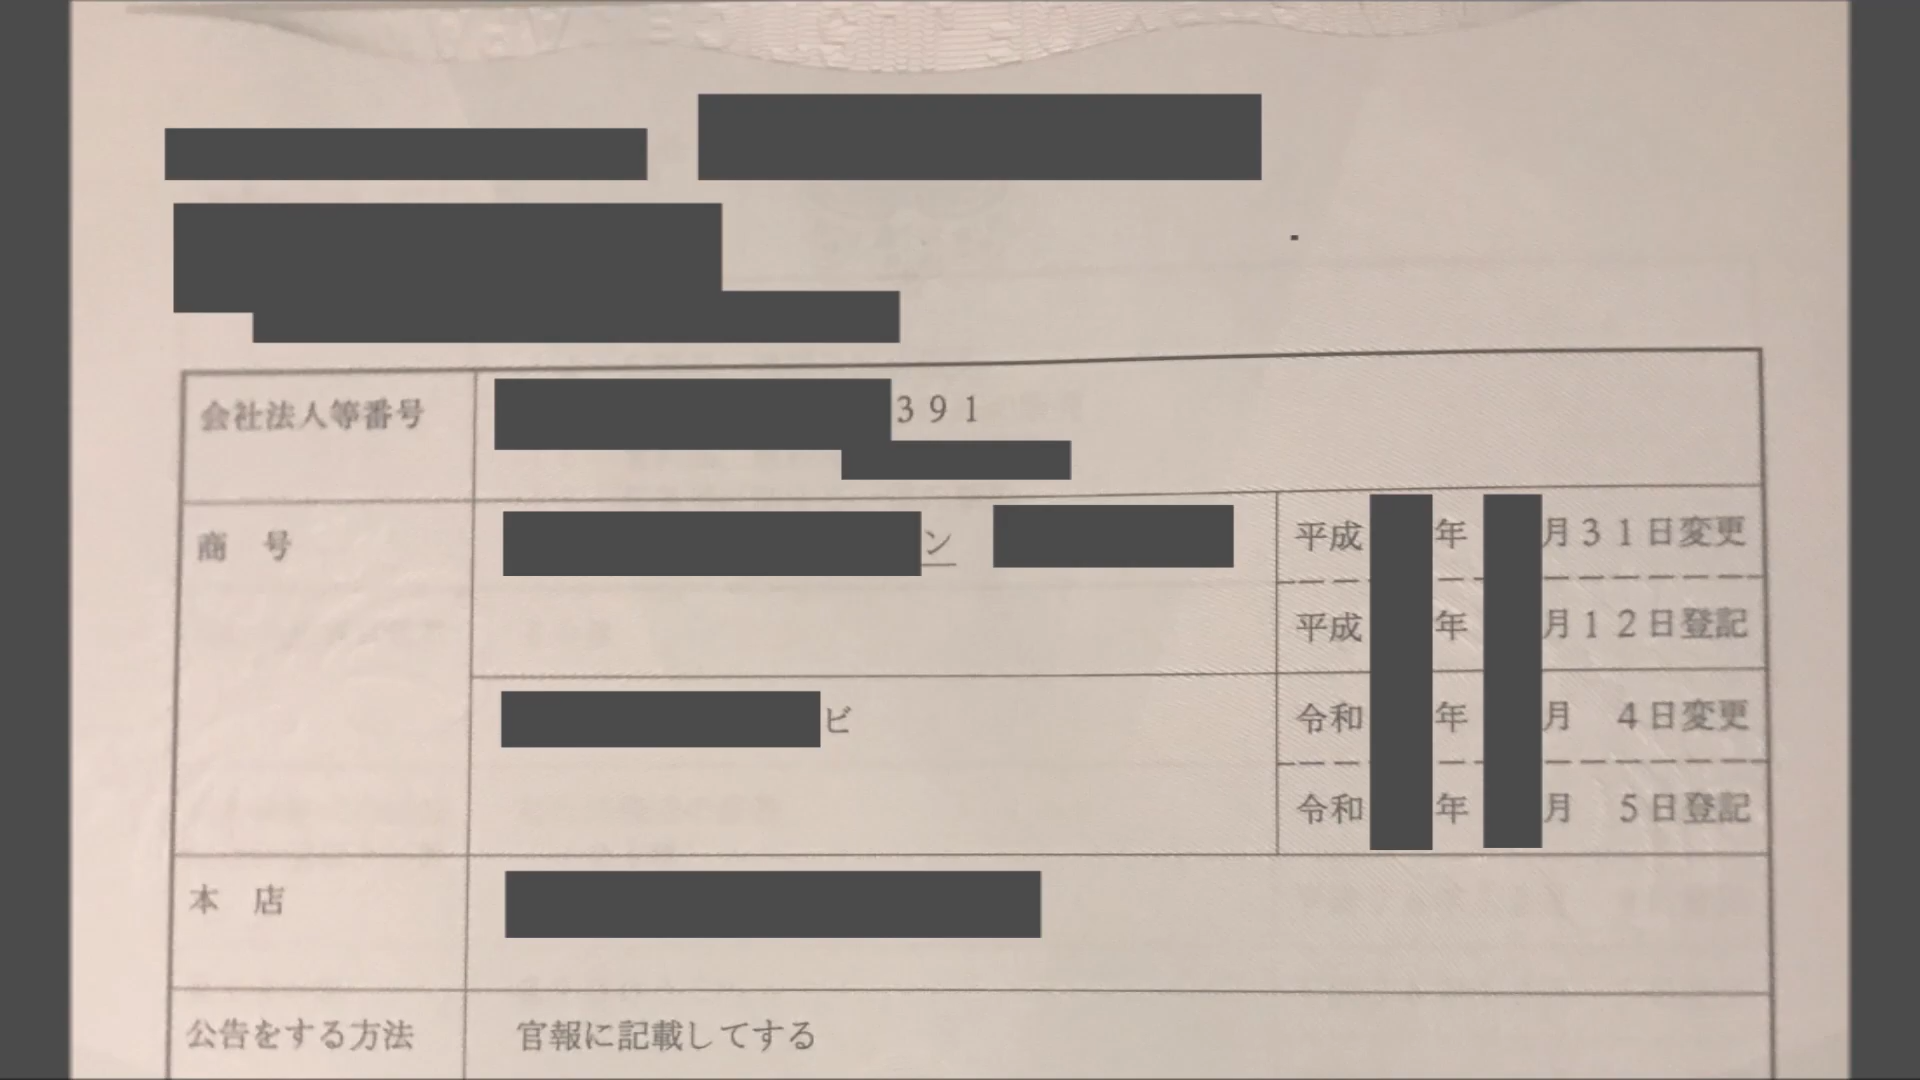 会社法人等番号 391
商 号 ン 平成 年 月31日変更
平成 年 月12日登記
ビ 令和 年 月 4日変更
令和 年 月 5日登記
本 店
公告をする方法 官報に記載してする